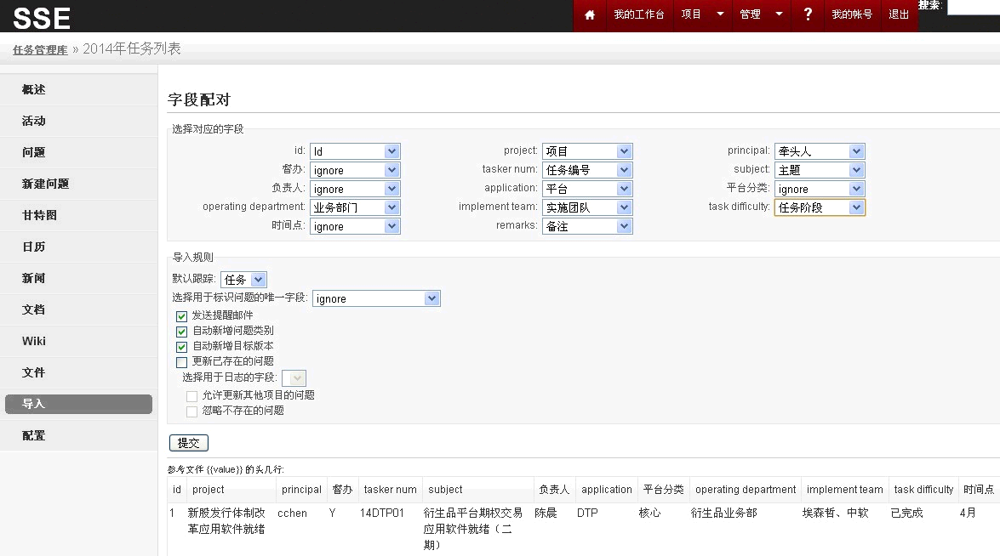 SSE
我的工作台 项目 管理 ? 我的帐号 退出 搜索:
任务管理库 » 2014年任务列表
概述
活动
问题
新建问题
甘特图
日历
新闻
文档
Wiki
文件
导入
配置
字段配对
选择对应的字段
id: Id project: 项目 principal: 牵头人
督办: ignore tasker num: 任务编号 subject: 主题
负责人: ignore application: 平台 平台分类: ignore
operating department: 业务部门 implement team: 实施团队 task difficulty: 任务阶段
时间点: ignore remarks: 备注
导入规则
默认跟踪: 任务
选择用于标识问题的唯一字段: ignore
发送提醒邮件
自动新增问题类别
自动新增目标版本
更新已存在的问题
选择用于日志的字段:
允许更新其他项目的问题
忽略不存在的问题
提交
参考文件 {{value}} 的头几行:
id project principal 督办 tasker num subject 负责人 application 平台分类 operating department implement team task difficulty 时间点
1 新股发行体制改 cchen Y 14DTP01 衍生品平台期权交易 陈晨 DTP 核心 衍生品业务部 埃森哲、中软 已完成 4月
革应用软件就绪 应用软件就绪（二
期）